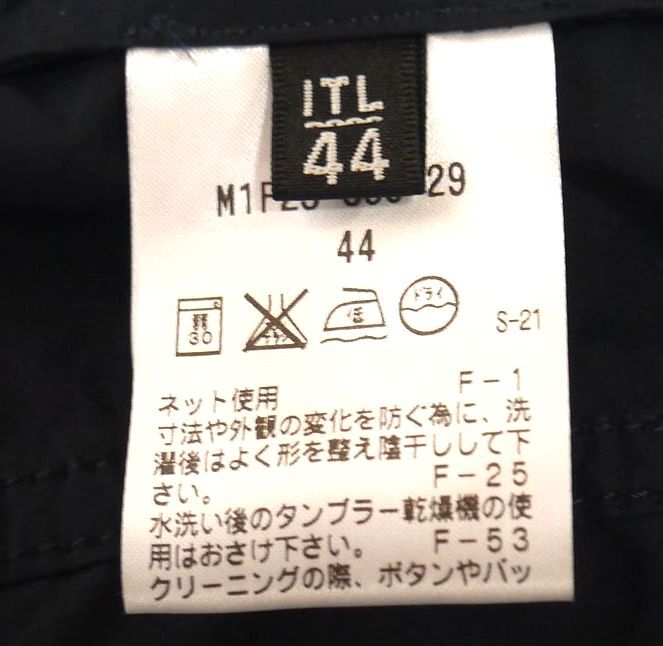 ITL
44
29
44
弱
30
低
ドライ
S-21
ネット使用 F-1
寸法や外観の変化を防ぐ為に、洗
濯後はよく形を整え陰干しして下
さい。 F-25
水洗い後のタンブラー乾燥機の使
用はおさけ下さい。 F-53
クリーニングの際、ボタンやバッ